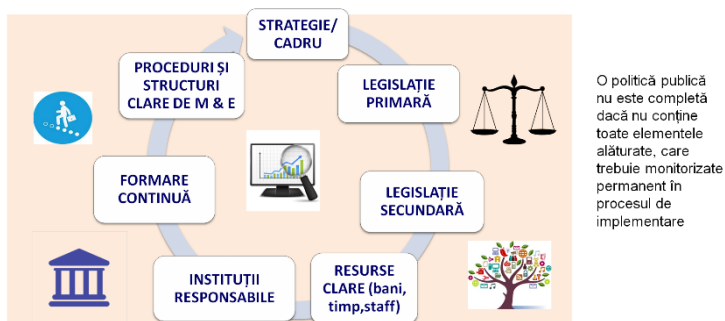 STRATEGIE/
CADRU
LEGISLAȚIE
PRIMARĂ
LEGISLAȚIE
SECUNDARĂ
RESURSE
CLARE (bani,
timp,staff)
INSTITUȚII
RESPONSABILE
FORMARE
CONTINUĂ
PROCEDURI ȘI
STRUCTURI
CLARE DE M & E
O politică publică
nu este completă
dacă nu conține
toate elementele
alăturate, care
trebuie monitorizate
permanent în
procesul de
implementare